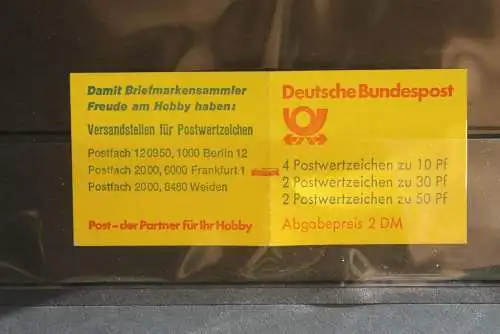 Damit Briefmarkensammler
Freude am Hobby haben:
Versandstellen für Postwertzeichen
Postfach 120950, 1000 Berlin 12
Postfach 2000, 6000 Frankfurt 1
Postfach 2000, 8480 Weiden
Post – der Partner für Ihr Hobby
Deutsche Bundespost
4 Postwertzeichen zu 10 Pf
2 Postwertzeichen zu 30 Pf
2 Postwertzeichen zu 50 Pf
Abgabepreis 2 DM